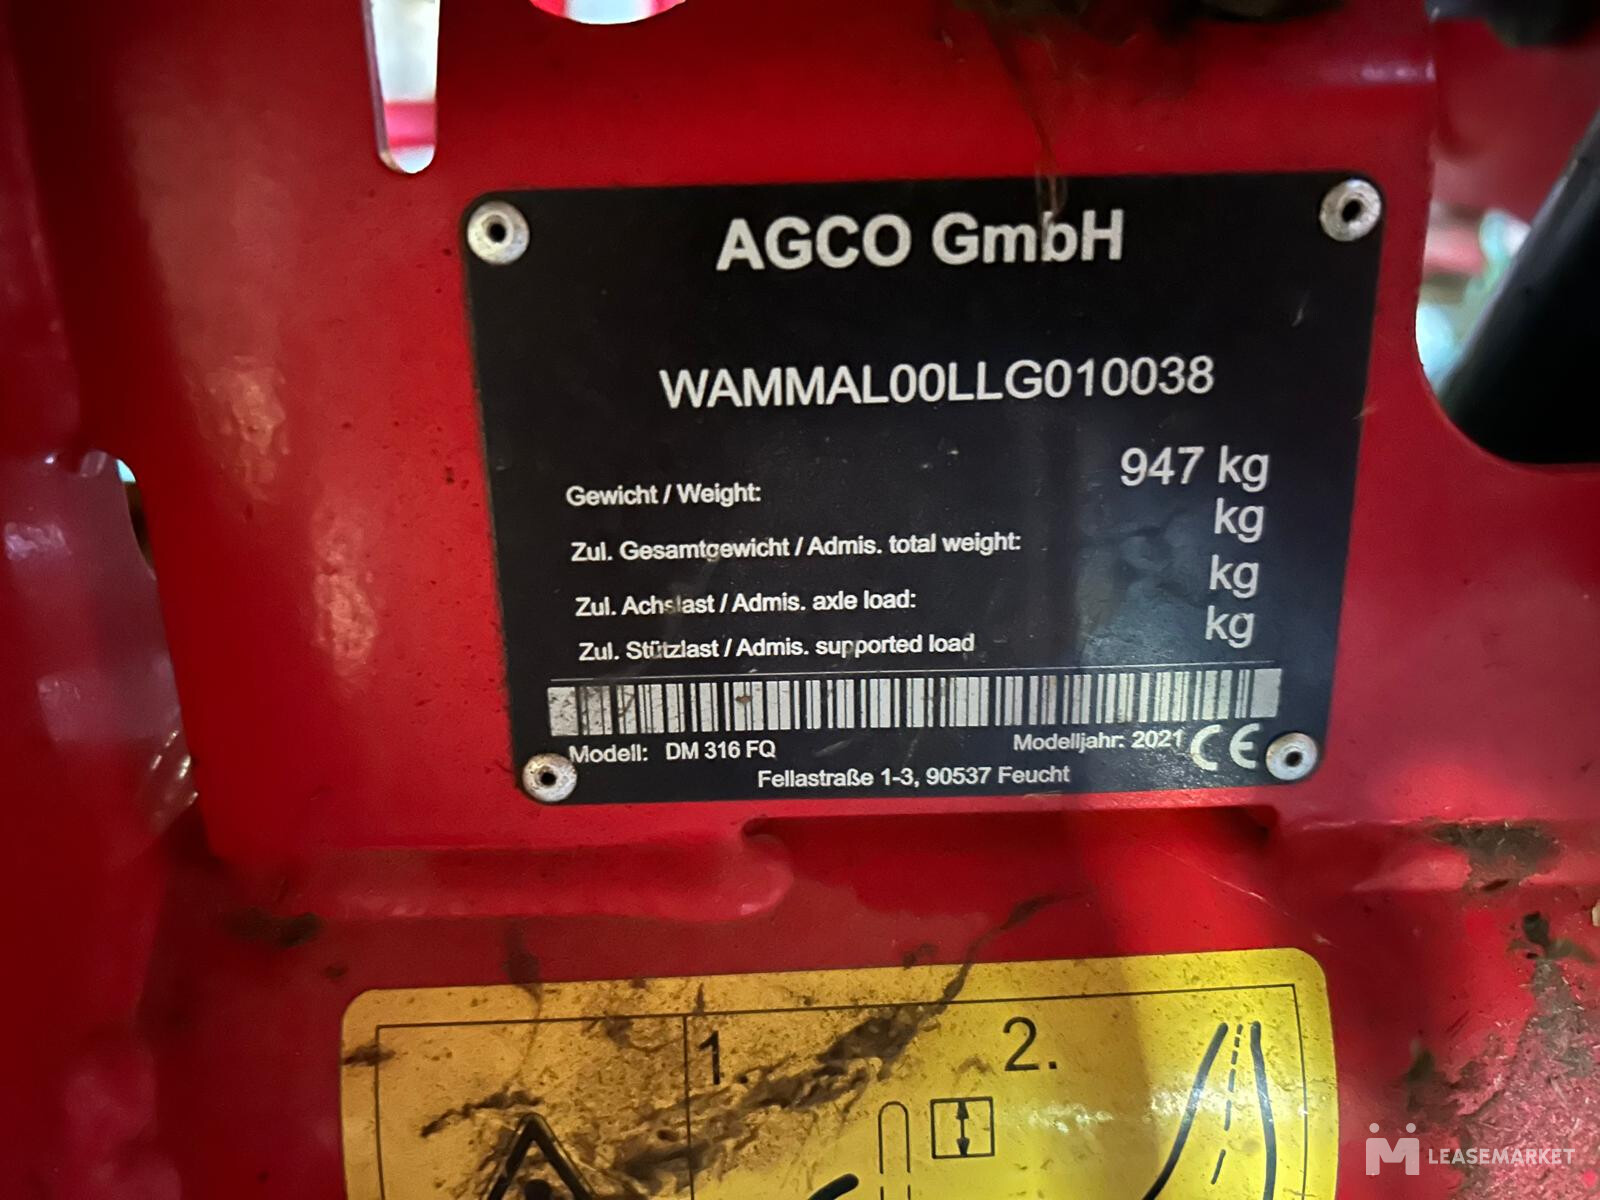 AGCO GmbH
WAMMAL00LLG010038
Gewicht / Weight: 947 kg
Zul. Gesamtgewicht / Admis. total weight: kg
Zul. Achslast / Admis. axle load: kg
Zul. Stützlast / Admis. supported load kg
Modell: DM 316 FQ Modelljahr: 2021 CE
Fellastraße 1-3, 90537 Feucht
1. 2.
LEASEMARKET